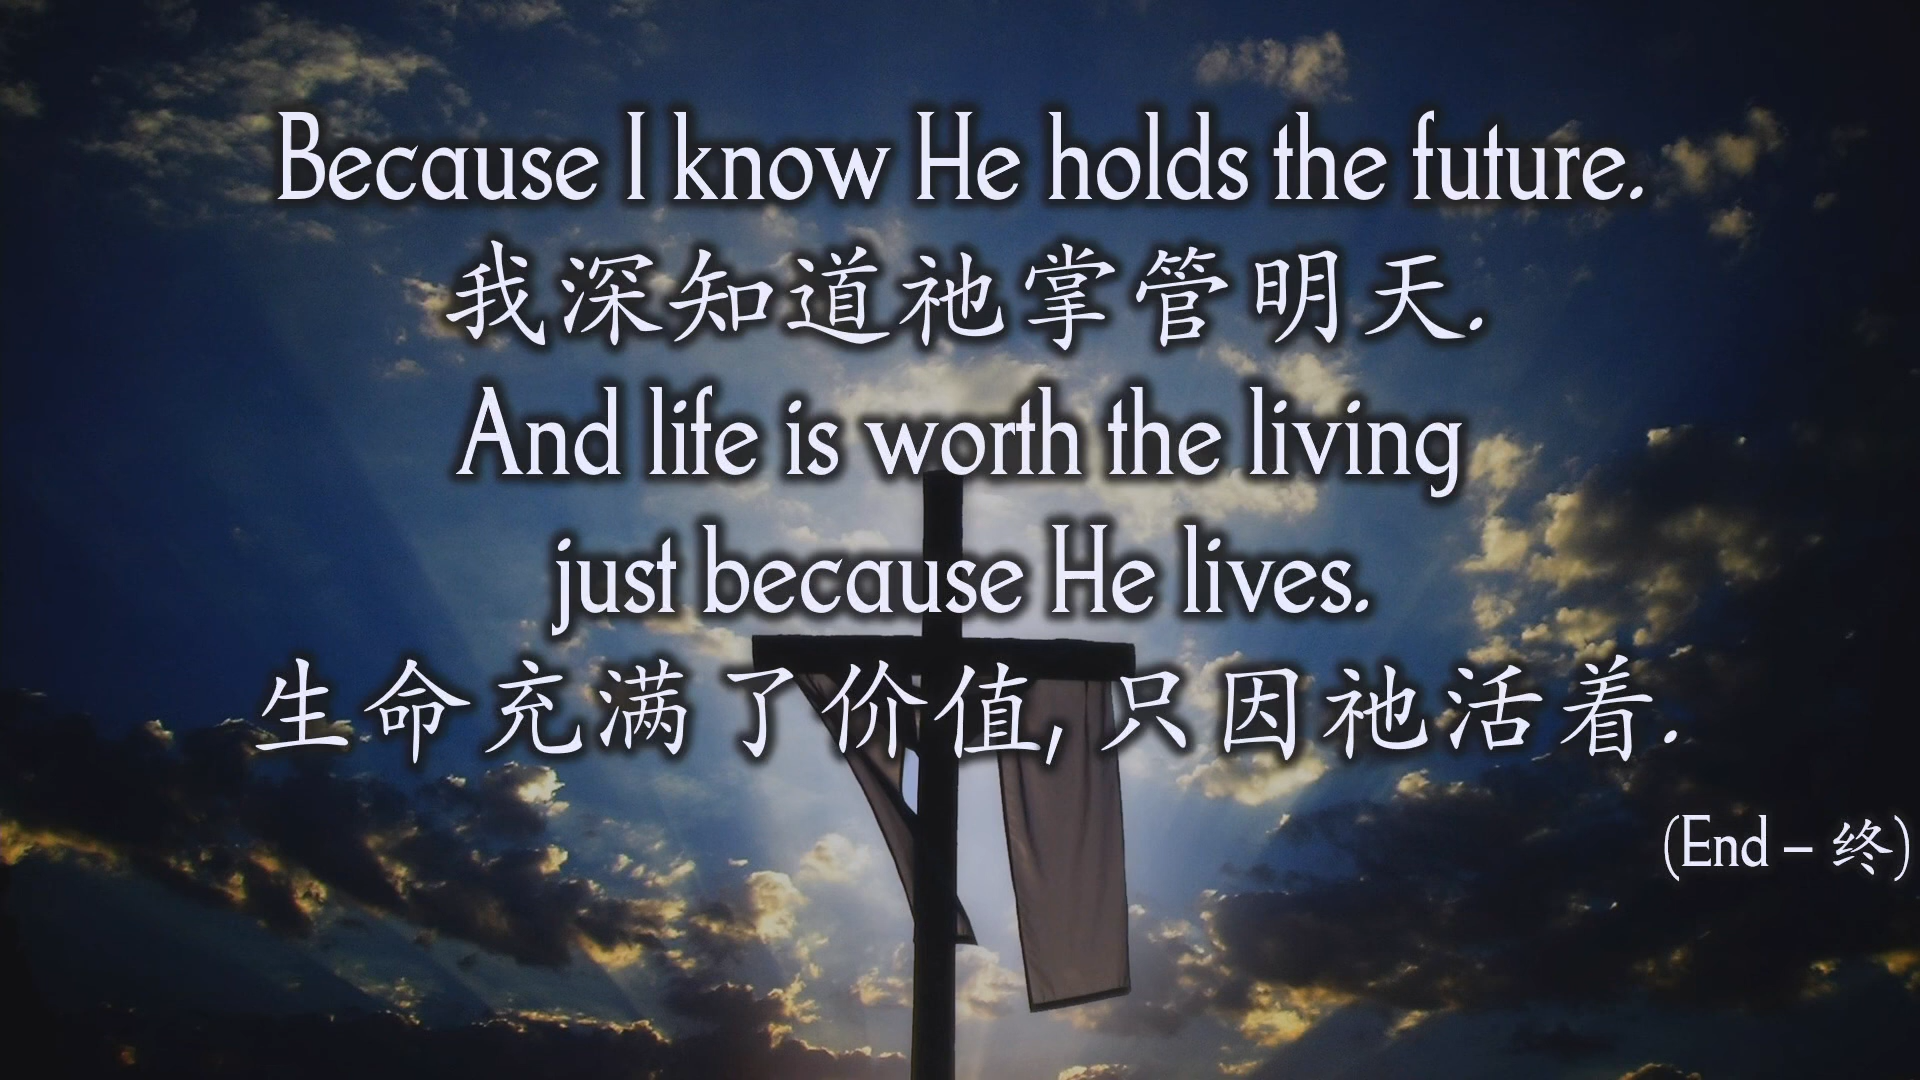 Because I know He holds the future.
我深知道祂掌管明天.
And life is worth the living
just because He lives.
生命充满了价值, 只因祂活着.
(End – 终)